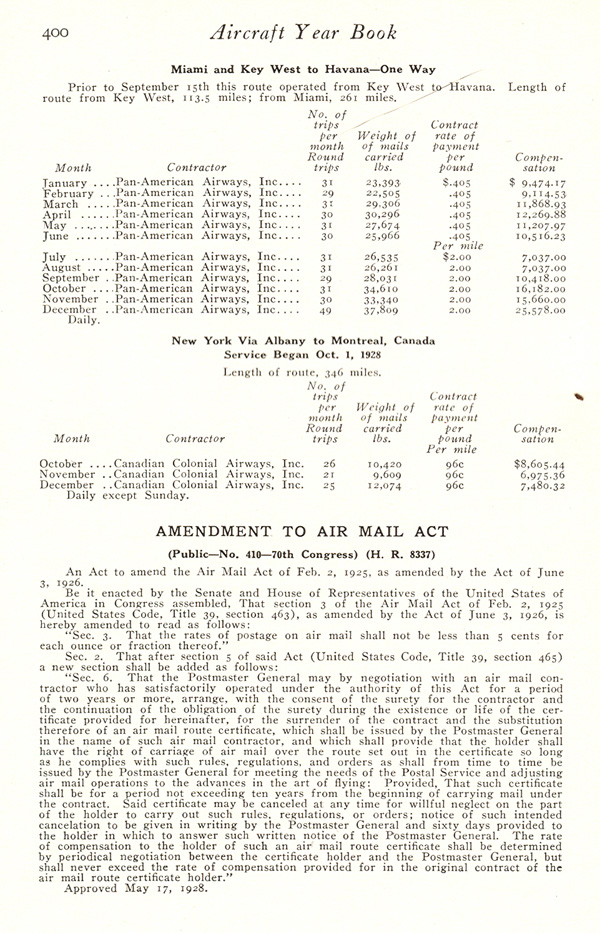 400
Aircraft Year Book
Miami and Key West to Havana—One Way
Prior to September 15th this route operated from Key West to Havana. Length of
route from Key West, 113.5 miles; from Miami, 261 miles.
No. of
trips
per
month
Round
trips
Weight of
mails
carried
lbs.
Contract
rate of
payment
per
pound
Compen-
sation
Month Contractor
January ... Pan-American Airways, Inc.... 31 23,393 $.405 $ 9,474.17
February ... Pan-American Airways, Inc.... 29 22,505 .405 9,114.53
March ..... Pan-American Airways, Inc.... 31 29,306 .405 11,868.93
April ...... Pan-American Airways, Inc.... 30 30,296 .405 12,269.88
May ....... Pan-American Airways, Inc.... 31 27,674 .405 11,207.97
June ...... Pan-American Airways, Inc.... 30 25,966 .405 10,516.23
Per mile
July ....... Pan-American Airways, Inc.... 31 26,535 $2.00 7,037.00
August ..... Pan-American Airways, Inc.... 31 26,261 2.00 7,037.00
September .. Pan-American Airways, Inc.... 29 28,031 2.00 10,418.00
October .... Pan-American Airways, Inc.... 31 34,610 2.00 16,182.00
November .. Pan-American Airways, Inc.... 30 33,340 2.00 15,660.00
December .. Pan-American Airways, Inc.... 49 37,809 2.00 25,578.00
Daily.
New York Via Albany to Montreal, Canada
Service Began Oct. 1, 1928
Length of route, 346 miles.
No. of
trips
per
month
Round
trips
Weight of
mails
carried
lbs.
Contract
rate of
payment
per
pound
Per mile
Compen-
sation
Month Contractor
October .... Canadian Colonial Airways, Inc. 26 10,420 96c $8,605.44
November .. Canadian Colonial Airways, Inc. 21 9,609 96c 6,975.36
December .. Canadian Colonial Airways, Inc. 25 12,074 96c 7,480.32
Daily except Sunday.
AMENDMENT TO AIR MAIL ACT
(Public—No. 410—70th Congress) (H. R. 8337)
An Act to amend the Air Mail Act of Feb. 2, 1925, as amended by the Act of June
3, 1926.
Be it enacted by the Senate and House of Representatives of the United States of
America in Congress assembled, That section 3 of the Air Mail Act of Feb. 2, 1925
(United States Code, Title 39, section 463), as amended by the Act of June 3, 1926, is
hereby amended to read as follows:
"Sec. 3. That the rates of postage on air mail shall not be less than 5 cents for
each ounce or fraction thereof."
Sec. 2. That after section 5 of said Act (United States Code, Title 39, section 465)
a new section shall be added as follows:
"Sec. 6. That the Postmaster General may by negotiation with an air mail con-
tractor who has satisfactorily operated under the authority of this Act for a period
of two years or more, arrange, with the consent of the surety for the contractor and
the continuation of the obligation of the surety during the existence or life of the cer-
tificate provided for hereinafter, for the surrender of the contract and the substitution
therefor of an air mail route certificate, which shall be issued by the Postmaster General
in the name of such air mail contractor, and which shall provide that the holder shall
have the right of carriage of air mail over the route set out in the certificate so long
as he complies with such rules, regulations, and orders as shall from time to time be
issued by the Postmaster General for meeting the needs of the Postal Service and adjusting
air mail operations to the advances in the art of flying: Provided, That such certificate
shall be for a period not exceeding ten years from the beginning of carrying mail under
the contract. Said certificate may be canceled at any time for willful neglect on the part
of the holder to carry out such rules, regulations, or orders; notice of such intended
cancelation to be given in writing by the Postmaster General and sixty days provided to
the holder in which to answer such written notice of the Postmaster General. The rate
of compensation to the holder of such an air mail route certificate shall be determined
by periodical negotiation between the certificate holder and the Postmaster General, but
shall never exceed the rate of compensation provided for in the original contract of the
air mail route certificate holder."
Approved May 17, 1928.